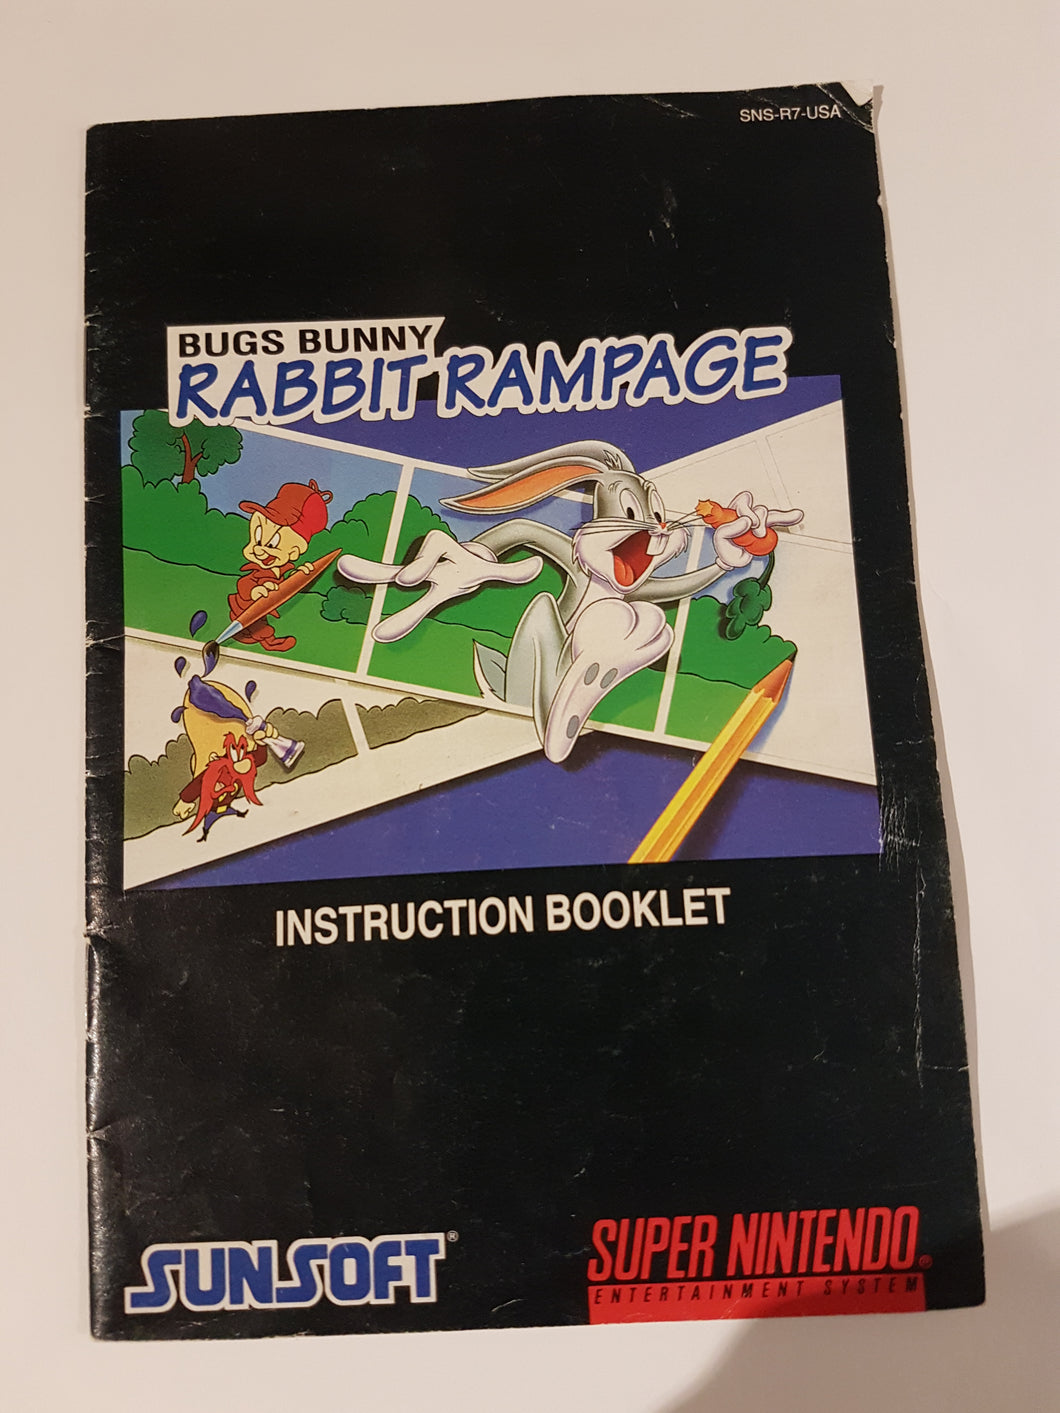 SNS-R7-USA
BUGS BUNNY
RABBIT RAMPAGE
INSTRUCTION BOOKLET
SUNSOFT®
SUPER NINTENDO®
ENTERTAINMENT SYSTEM